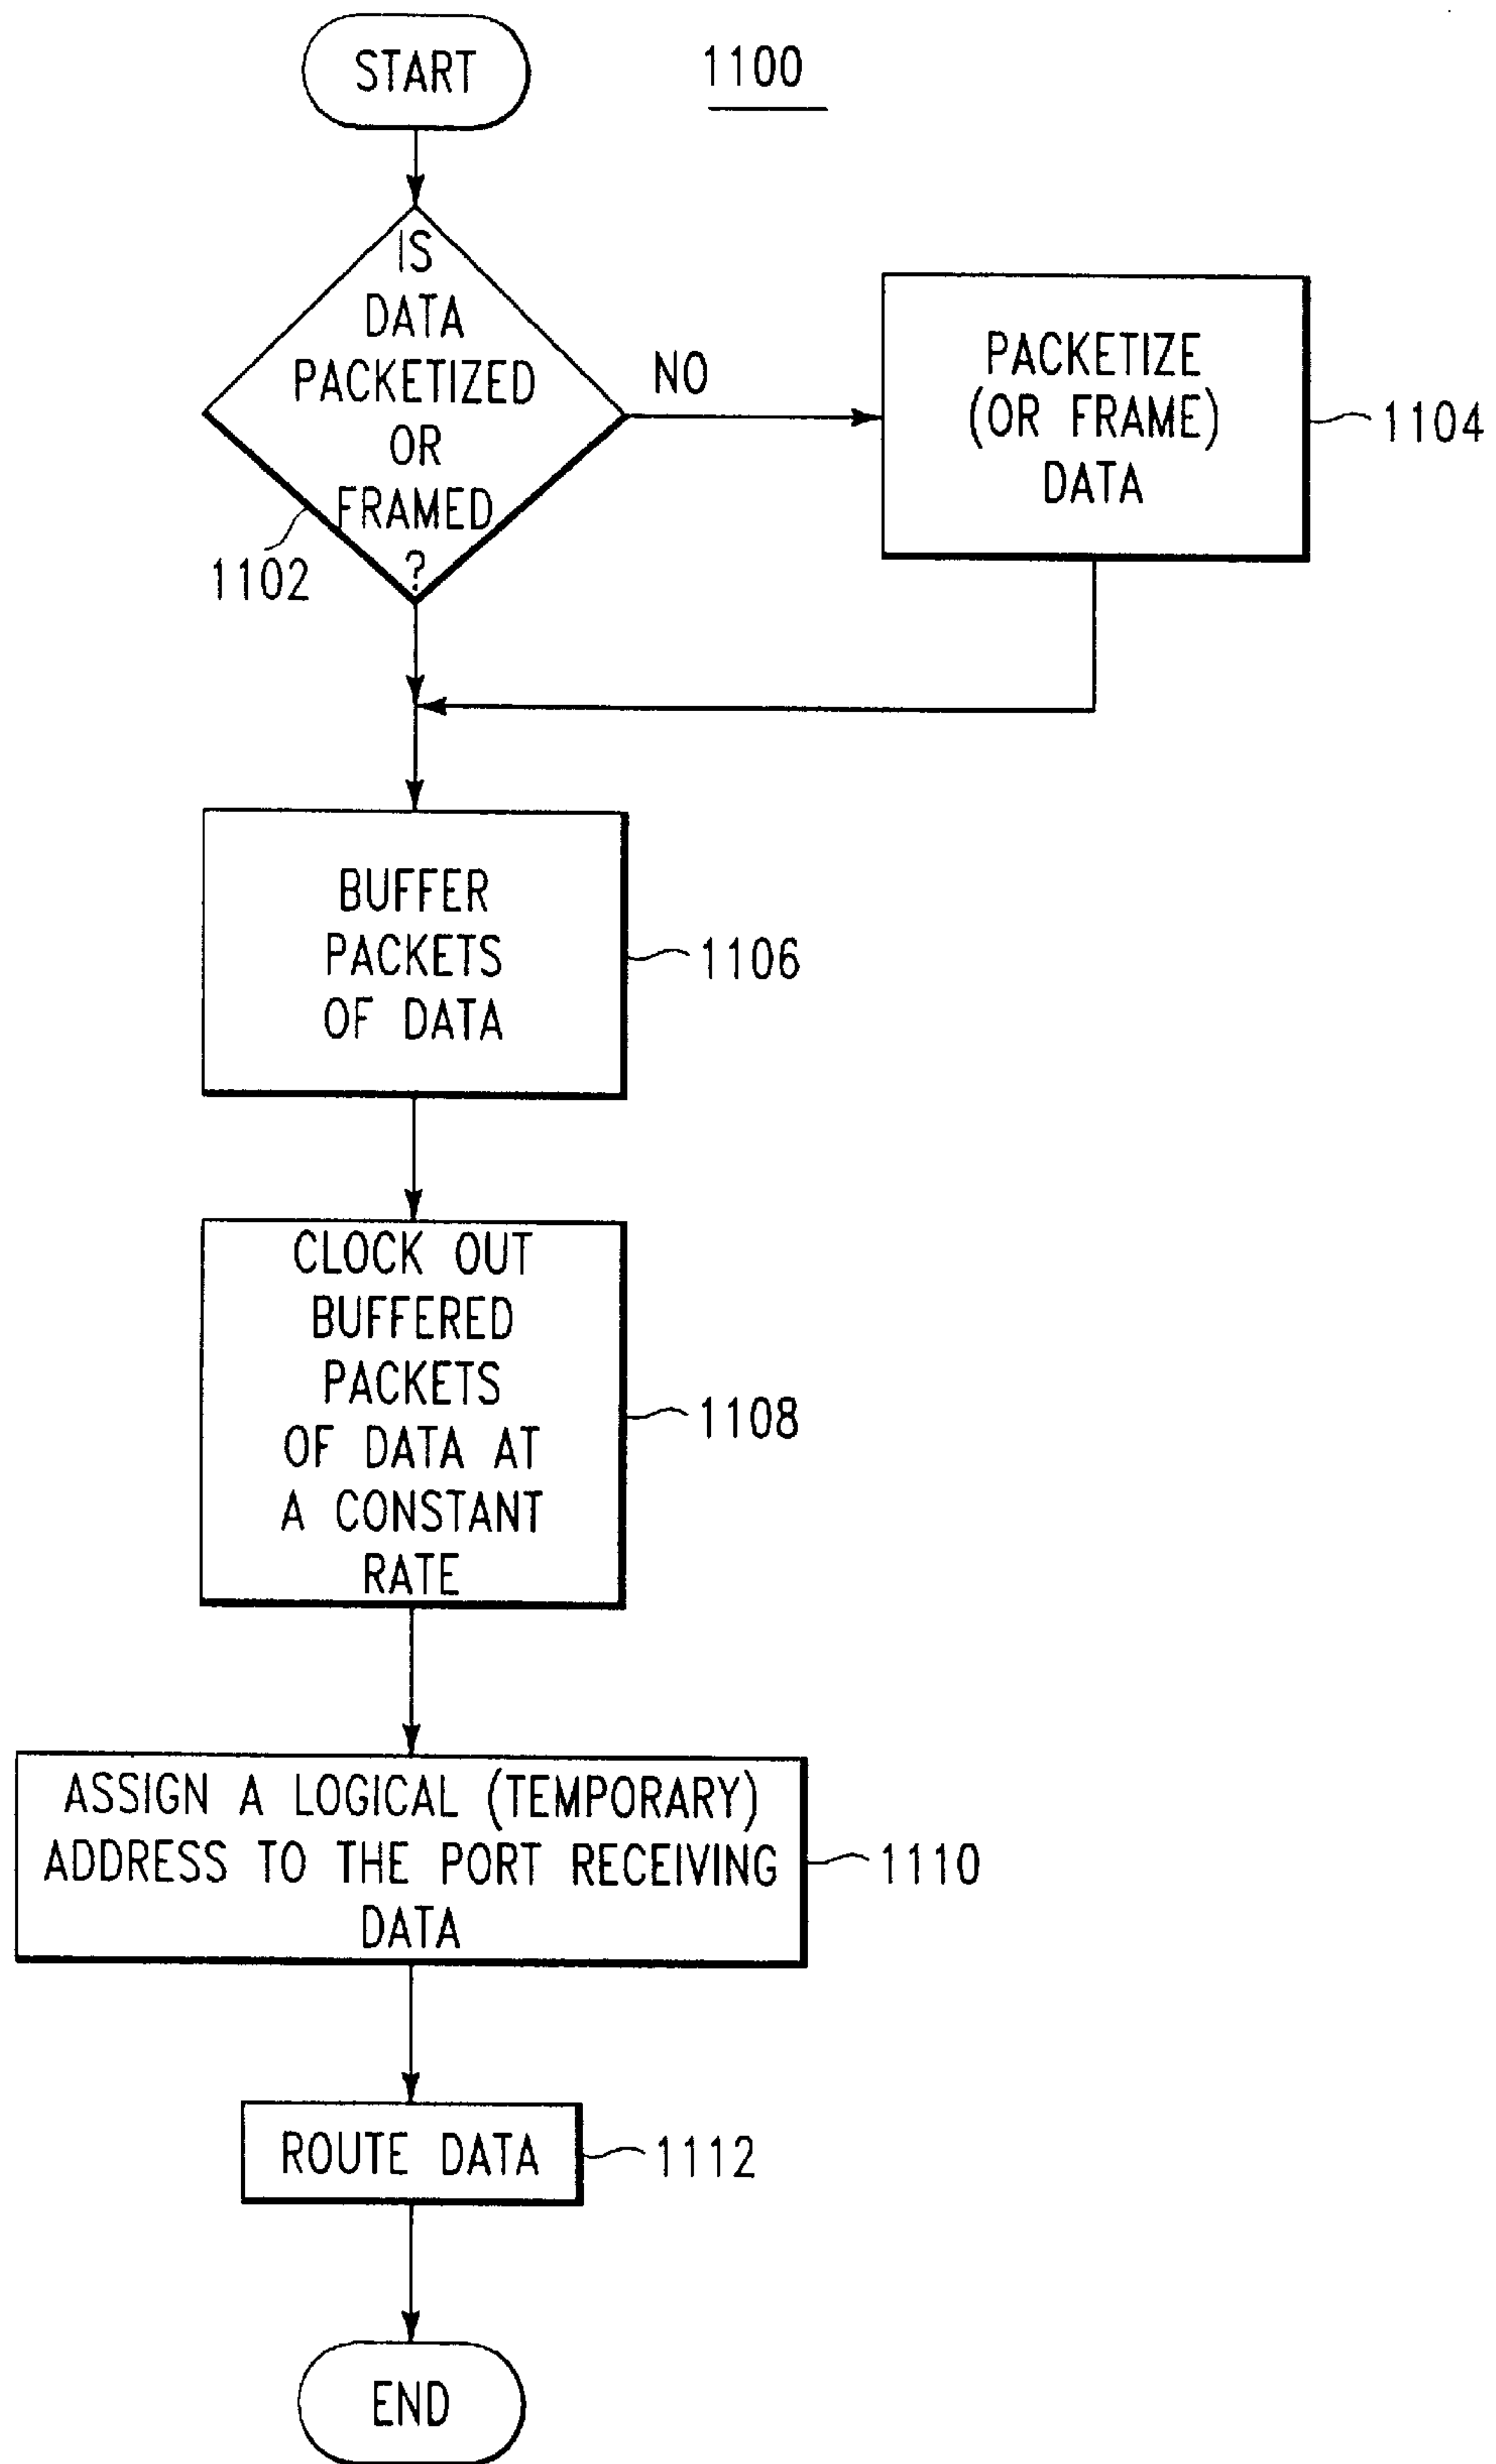 START
1100
IS
DATA
PACKETIZED
OR
FRAMED
?
1102
NO
PACKETIZE
(OR FRAME)
DATA
1104
BUFFER
PACKETS
OF DATA
1106
CLOCK OUT
BUFFERED
PACKETS
OF DATA AT
A CONSTANT
RATE
1108
ASSIGN A LOGICAL (TEMPORARY)
ADDRESS TO THE PORT RECEIVING
DATA
1110
ROUTE DATA
1112
END